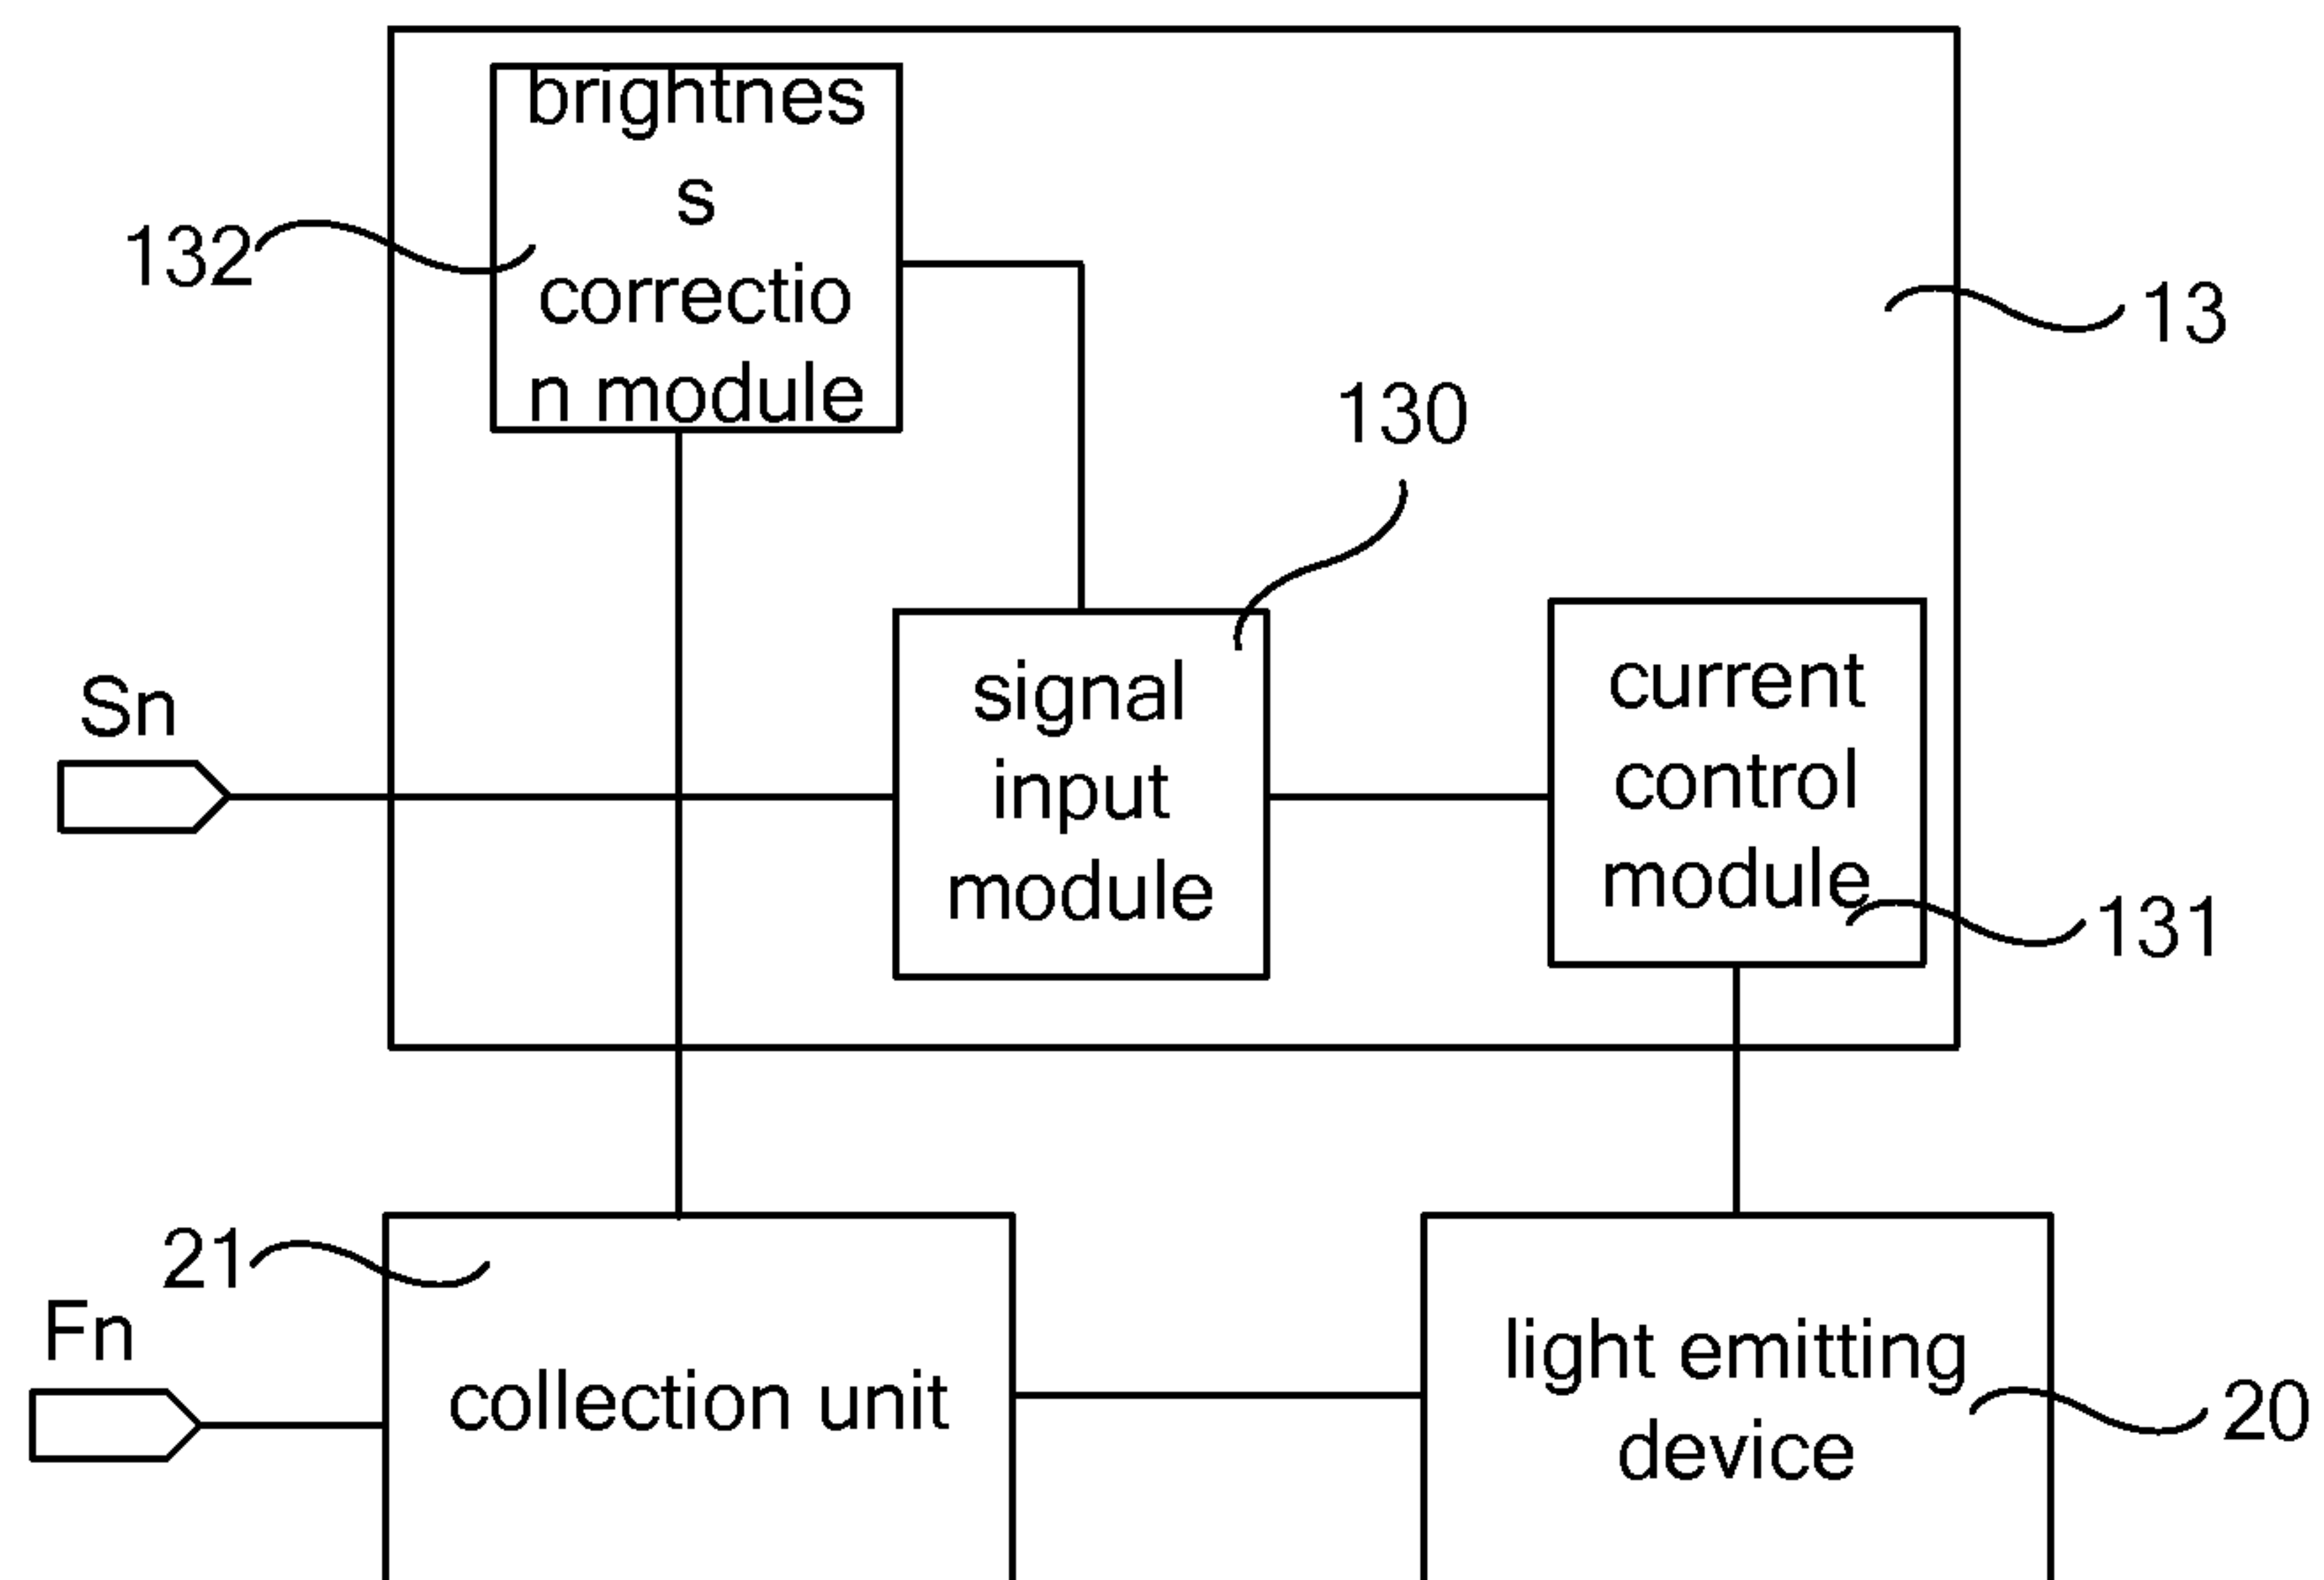 brightnes
s
correctio
n module
132
13
130
signal
input
module
current
control
module
Sn
131
21
Fn
collection unit
light emitting
device
20